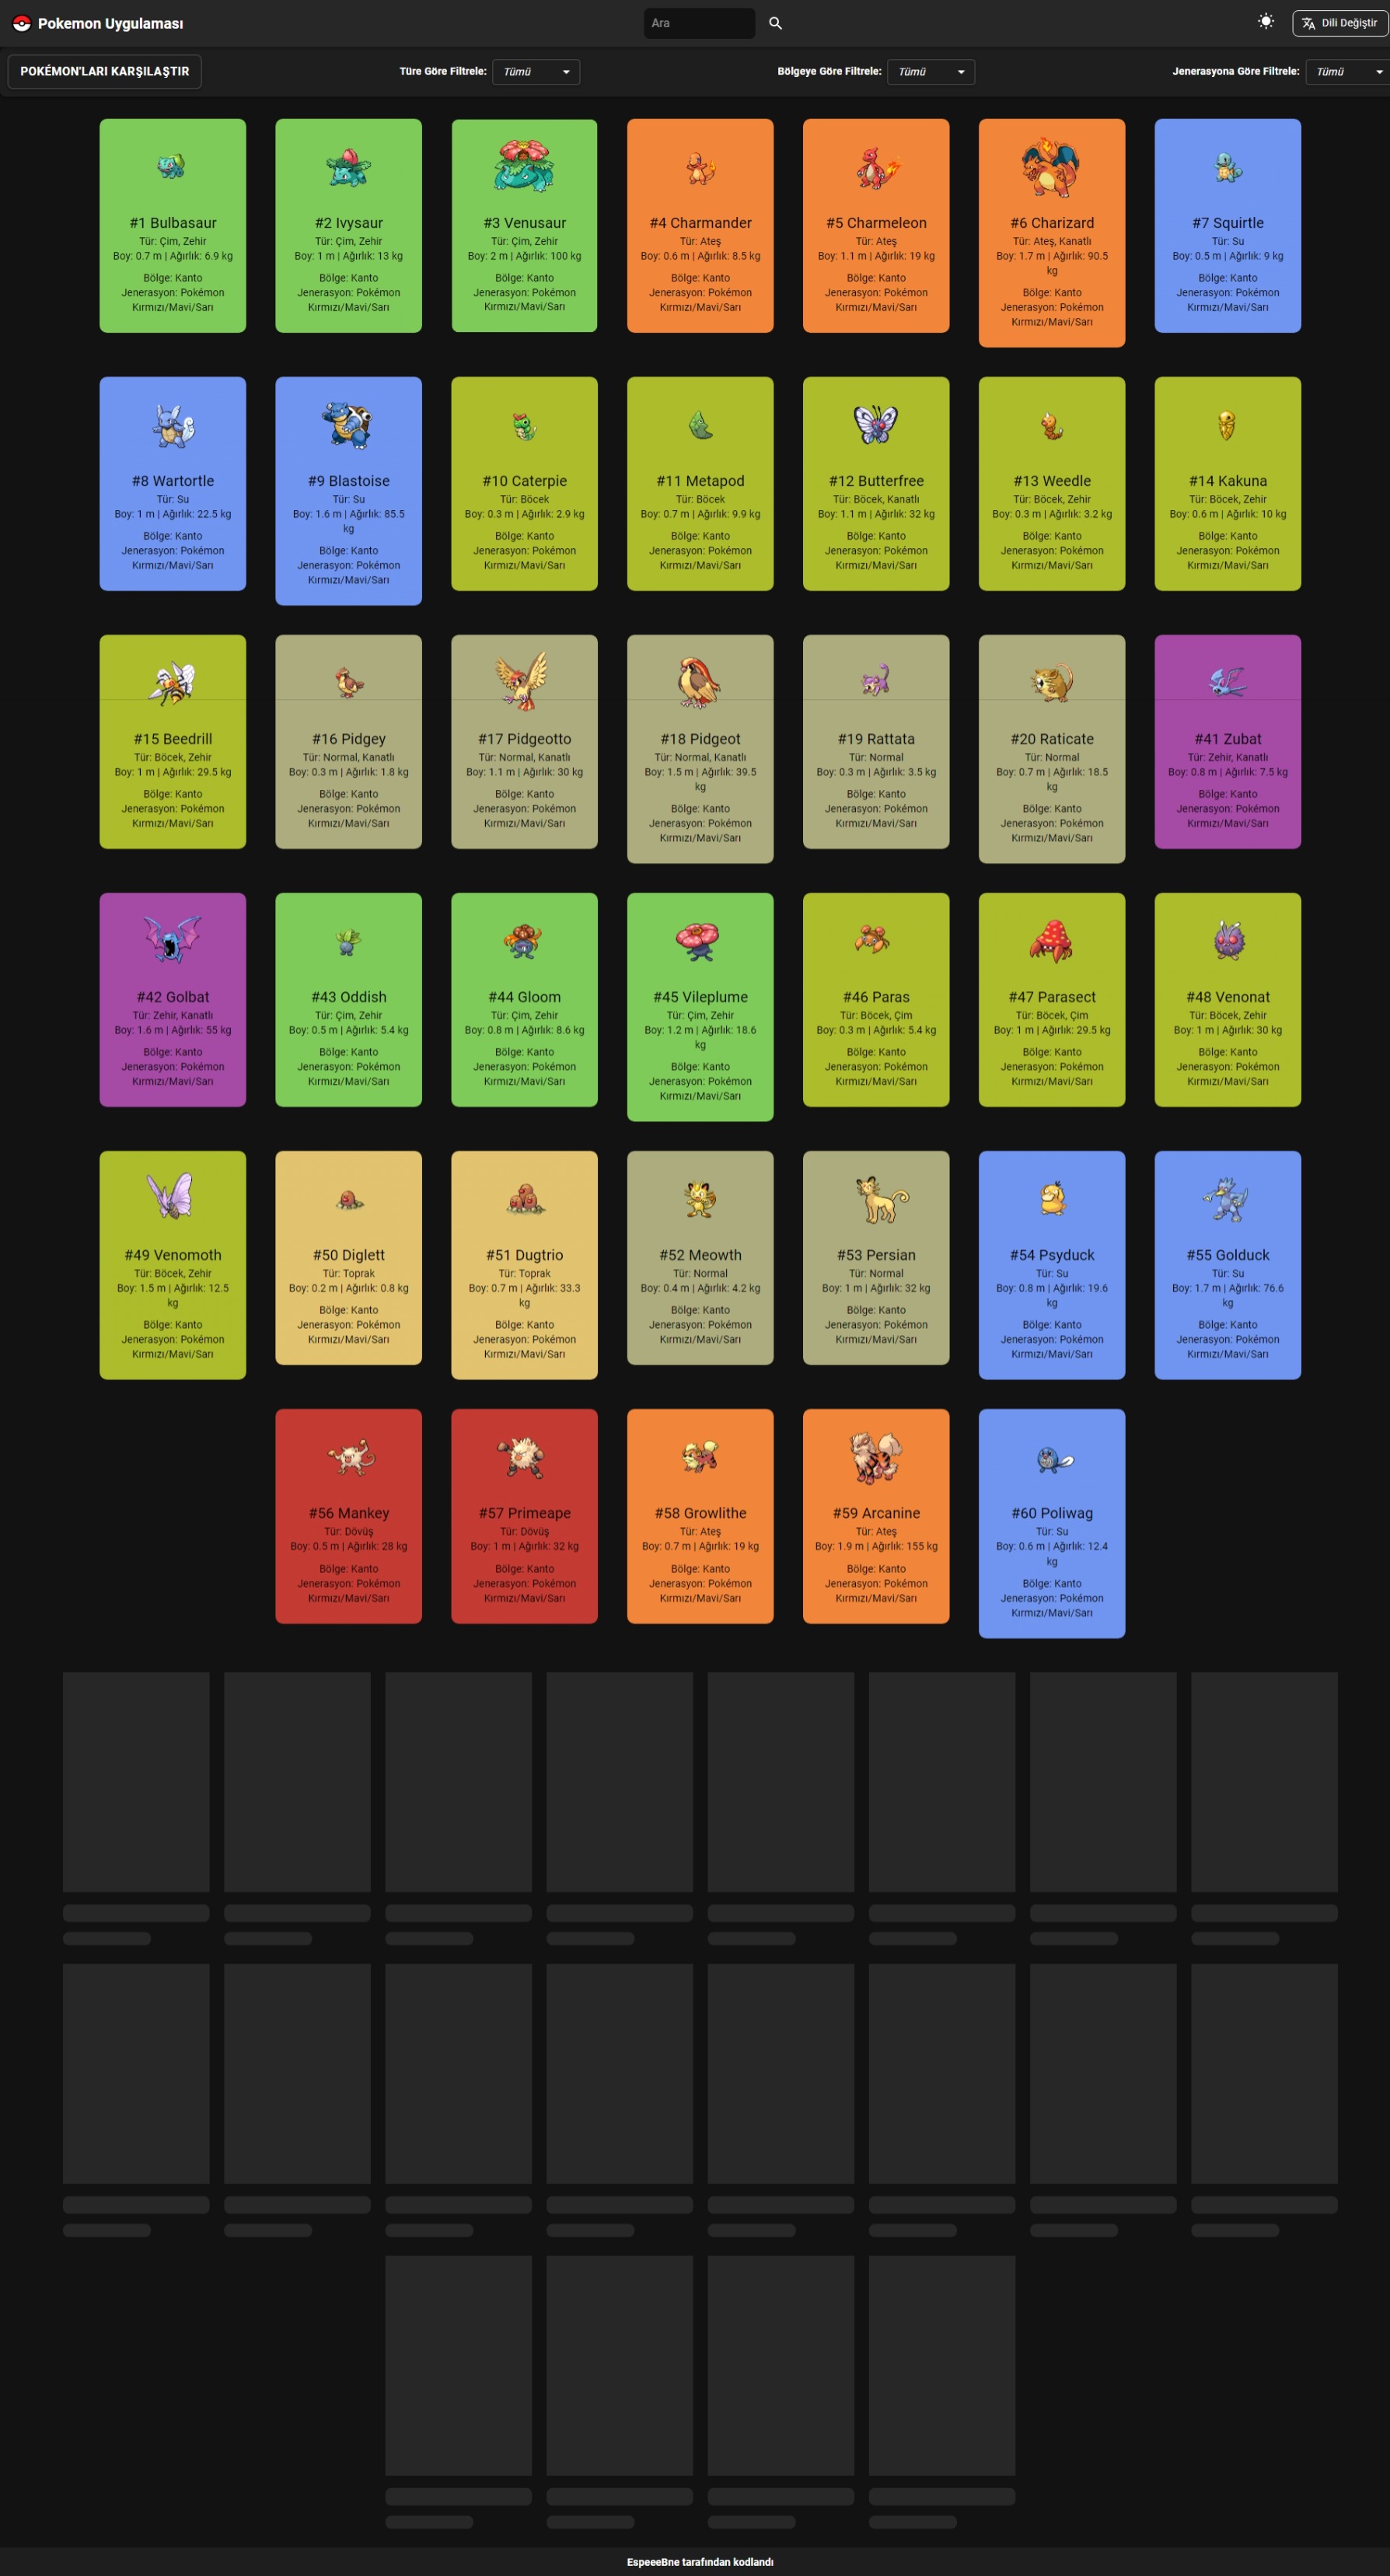 Pokemon Uygulaması
Ara
Dili Değiştir
POKÉMON'LARI KARŞILAŞTIR
Türe Göre Filtrele: Tümü
Bölgeye Göre Filtrele: Tümü
Jenerasyona Göre Filtrele: Tümü
#1 Bulbasaur
Tür: Çim, Zehir
Boy: 0.7 m | Ağırlık: 6.9 kg
Bölge: Kanto
Jenerasyon: Pokémon
Kırmızı/Mavi/Sarı
#2 Ivysaur
Tür: Çim, Zehir
Boy: 1 m | Ağırlık: 13 kg
Bölge: Kanto
Jenerasyon: Pokémon
Kırmızı/Mavi/Sarı
#3 Venusaur
Tür: Çim, Zehir
Boy: 2 m | Ağırlık: 100 kg
Bölge: Kanto
Jenerasyon: Pokémon
Kırmızı/Mavi/Sarı
#4 Charmander
Tür: Ateş
Boy: 0.6 m | Ağırlık: 8.5 kg
Bölge: Kanto
Jenerasyon: Pokémon
Kırmızı/Mavi/Sarı
#5 Charmeleon
Tür: Ateş
Boy: 1.1 m | Ağırlık: 19 kg
Bölge: Kanto
Jenerasyon: Pokémon
Kırmızı/Mavi/Sarı
#6 Charizard
Tür: Ateş, Kanatlı
Boy: 1.7 m | Ağırlık: 90.5
kg
Bölge: Kanto
Jenerasyon: Pokémon
Kırmızı/Mavi/Sarı
#7 Squirtle
Tür: Su
Boy: 0.5 m | Ağırlık: 9 kg
Bölge: Kanto
Jenerasyon: Pokémon
Kırmızı/Mavi/Sarı
#8 Wartortle
Tür: Su
Boy: 1 m | Ağırlık: 22.5 kg
Bölge: Kanto
Jenerasyon: Pokémon
Kırmızı/Mavi/Sarı
#9 Blastoise
Tür: Su
Boy: 1.6 m | Ağırlık: 85.5
kg
Bölge: Kanto
Jenerasyon: Pokémon
Kırmızı/Mavi/Sarı
#10 Caterpie
Tür: Böcek
Boy: 0.3 m | Ağırlık: 2.9 kg
Bölge: Kanto
Jenerasyon: Pokémon
Kırmızı/Mavi/Sarı
#11 Metapod
Tür: Böcek
Boy: 0.7 m | Ağırlık: 9.9 kg
Bölge: Kanto
Jenerasyon: Pokémon
Kırmızı/Mavi/Sarı
#12 Butterfree
Tür: Böcek, Kanatlı
Boy: 1.1 m | Ağırlık: 32 kg
Bölge: Kanto
Jenerasyon: Pokémon
Kırmızı/Mavi/Sarı
#13 Weedle
Tür: Böcek, Zehir
Boy: 0.3 m | Ağırlık: 3.2 kg
Bölge: Kanto
Jenerasyon: Pokémon
Kırmızı/Mavi/Sarı
#14 Kakuna
Tür: Böcek, Zehir
Boy: 0.6 m | Ağırlık: 10 kg
Bölge: Kanto
Jenerasyon: Pokémon
Kırmızı/Mavi/Sarı
#15 Beedrill
Tür: Böcek, Zehir
Boy: 1 m | Ağırlık: 29.5 kg
Bölge: Kanto
Jenerasyon: Pokémon
Kırmızı/Mavi/Sarı
#16 Pidgey
Tür: Normal, Kanatlı
Boy: 0.3 m | Ağırlık: 1.8 kg
Bölge: Kanto
Jenerasyon: Pokémon
Kırmızı/Mavi/Sarı
#17 Pidgeotto
Tür: Normal, Kanatlı
Boy: 1.1 m | Ağırlık: 30 kg
Bölge: Kanto
Jenerasyon: Pokémon
Kırmızı/Mavi/Sarı
#18 Pidgeot
Tür: Normal, Kanatlı
Boy: 1.5 m | Ağırlık: 39.5
kg
Bölge: Kanto
Jenerasyon: Pokémon
Kırmızı/Mavi/Sarı
#19 Rattata
Tür: Normal
Boy: 0.3 m | Ağırlık: 3.5 kg
Bölge: Kanto
Jenerasyon: Pokémon
Kırmızı/Mavi/Sarı
#20 Raticate
Tür: Normal
Boy: 0.7 m | Ağırlık: 18.5
kg
Bölge: Kanto
Jenerasyon: Pokémon
Kırmızı/Mavi/Sarı
#41 Zubat
Tür: Zehir, Kanatlı
Boy: 0.8 m | Ağırlık: 7.5 kg
Bölge: Kanto
Jenerasyon: Pokémon
Kırmızı/Mavi/Sarı
#42 Golbat
Tür: Zehir, Kanatlı
Boy: 1.6 m | Ağırlık: 55 kg
Bölge: Kanto
Jenerasyon: Pokémon
Kırmızı/Mavi/Sarı
#43 Oddish
Tür: Çim, Zehir
Boy: 0.5 m | Ağırlık: 5.4 kg
Bölge: Kanto
Jenerasyon: Pokémon
Kırmızı/Mavi/Sarı
#44 Gloom
Tür: Çim, Zehir
Boy: 0.8 m | Ağırlık: 8.6 kg
Bölge: Kanto
Jenerasyon: Pokémon
Kırmızı/Mavi/Sarı
#45 Vileplume
Tür: Çim, Zehir
Boy: 1.2 m | Ağırlık: 18.6
kg
Bölge: Kanto
Jenerasyon: Pokémon
Kırmızı/Mavi/Sarı
#46 Paras
Tür: Böcek, Çim
Boy: 0.3 m | Ağırlık: 5.4 kg
Bölge: Kanto
Jenerasyon: Pokémon
Kırmızı/Mavi/Sarı
#47 Parasect
Tür: Böcek, Çim
Boy: 1 m | Ağırlık: 29.5 kg
Bölge: Kanto
Jenerasyon: Pokémon
Kırmızı/Mavi/Sarı
#48 Venonat
Tür: Böcek, Zehir
Boy: 1 m | Ağırlık: 30 kg
Bölge: Kanto
Jenerasyon: Pokémon
Kırmızı/Mavi/Sarı
#49 Venomoth
Tür: Böcek, Zehir
Boy: 1.5 m | Ağırlık: 12.5
kg
Bölge: Kanto
Jenerasyon: Pokémon
Kırmızı/Mavi/Sarı
#50 Diglett
Tür: Toprak
Boy: 0.2 m | Ağırlık: 0.8 kg
Bölge: Kanto
Jenerasyon: Pokémon
Kırmızı/Mavi/Sarı
#51 Dugtrio
Tür: Toprak
Boy: 0.7 m | Ağırlık: 33.3
kg
Bölge: Kanto
Jenerasyon: Pokémon
Kırmızı/Mavi/Sarı
#52 Meowth
Tür: Normal
Boy: 0.4 m | Ağırlık: 4.2 kg
Bölge: Kanto
Jenerasyon: Pokémon
Kırmızı/Mavi/Sarı
#53 Persian
Tür: Normal
Boy: 1 m | Ağırlık: 32 kg
Bölge: Kanto
Jenerasyon: Pokémon
Kırmızı/Mavi/Sarı
#54 Psyduck
Tür: Su
Boy: 0.8 m | Ağırlık: 19.6
kg
Bölge: Kanto
Jenerasyon: Pokémon
Kırmızı/Mavi/Sarı
#55 Golduck
Tür: Su
Boy: 1.7 m | Ağırlık: 76.6
kg
Bölge: Kanto
Jenerasyon: Pokémon
Kırmızı/Mavi/Sarı
#56 Mankey
Tür: Dövüş
Boy: 0.5 m | Ağırlık: 28 kg
Bölge: Kanto
Jenerasyon: Pokémon
Kırmızı/Mavi/Sarı
#57 Primeape
Tür: Dövüş
Boy: 1 m | Ağırlık: 32 kg
Bölge: Kanto
Jenerasyon: Pokémon
Kırmızı/Mavi/Sarı
#58 Growlithe
Tür: Ateş
Boy: 0.7 m | Ağırlık: 19 kg
Bölge: Kanto
Jenerasyon: Pokémon
Kırmızı/Mavi/Sarı
#59 Arcanine
Tür: Ateş
Boy: 1.9 m | Ağırlık: 155 kg
Bölge: Kanto
Jenerasyon: Pokémon
Kırmızı/Mavi/Sarı
#60 Poliwag
Tür: Su
Boy: 0.6 m | Ağırlık: 12.4
kg
Bölge: Kanto
Jenerasyon: Pokémon
Kırmızı/Mavi/Sarı
EspeeeBne tarafından kodlandı